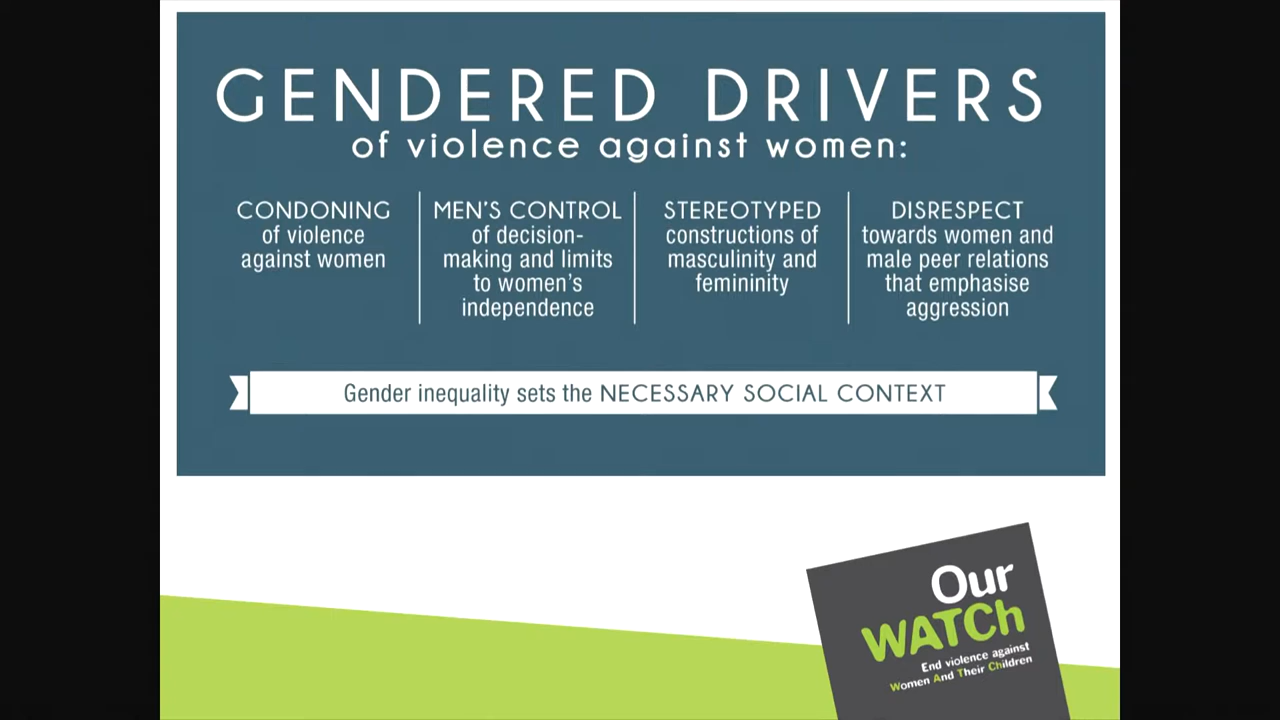 GENDERED DRIVERS
of violence against women:
CONDONING
of violence
against women
MEN'S CONTROL
of decision-
making and limits
to women's
independence
STEREOTYPED
constructions of
masculinity and
femininity
DISRESPECT
towards women and
male peer relations
that emphasise
aggression
Gender inequality sets the NECESSARY SOCIAL CONTEXT
Our
WATCh
End violence against
Women And Their Children